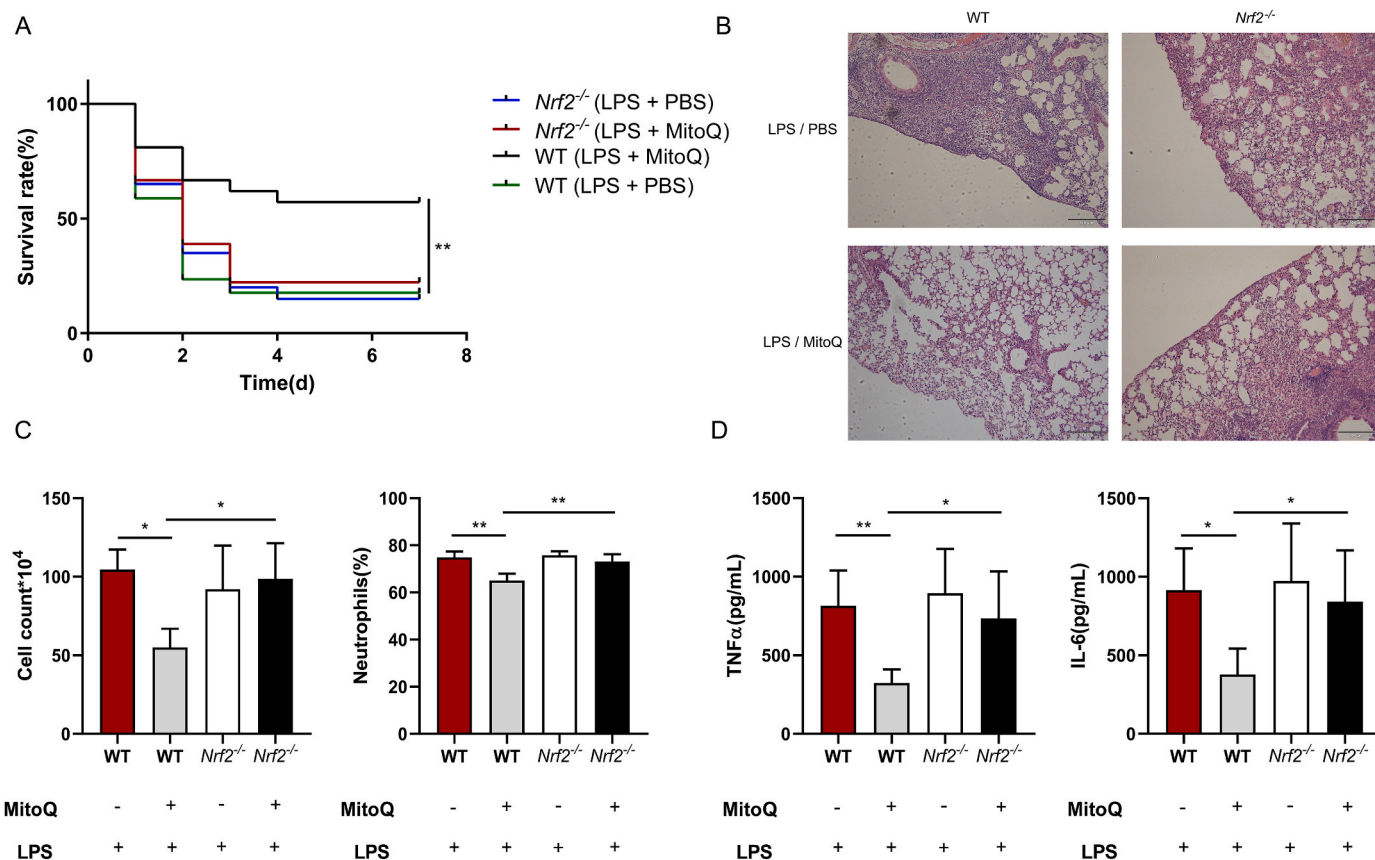 A
100
50
0
Survival rate(%)
0 2 4 6 8
Time(d)
**
Nrf2-/- (LPS + PBS)
Nrf2-/- (LPS + MitoQ)
WT (LPS + MitoQ)
WT (LPS + PBS)
B
WT Nrf2-/-
LPS / PBS
LPS / MitoQ
C
150
100
50
0
Cell count*10^4
* *
WT WT Nrf2-/- Nrf2-/-
MitoQ - + - +
LPS + + + +
100
80
60
40
20
0
Neutrophils(%)
** **
WT WT Nrf2-/- Nrf2-/-
MitoQ - + - +
LPS + + + +
D
1500
1000
500
0
TNFα(pg/mL)
** *
WT WT Nrf2-/- Nrf2-/-
MitoQ - + - +
LPS + + + +
1500
1000
500
0
IL-6(pg/mL)
* *
WT WT Nrf2-/- Nrf2-/-
MitoQ - + - +
LPS + + + +